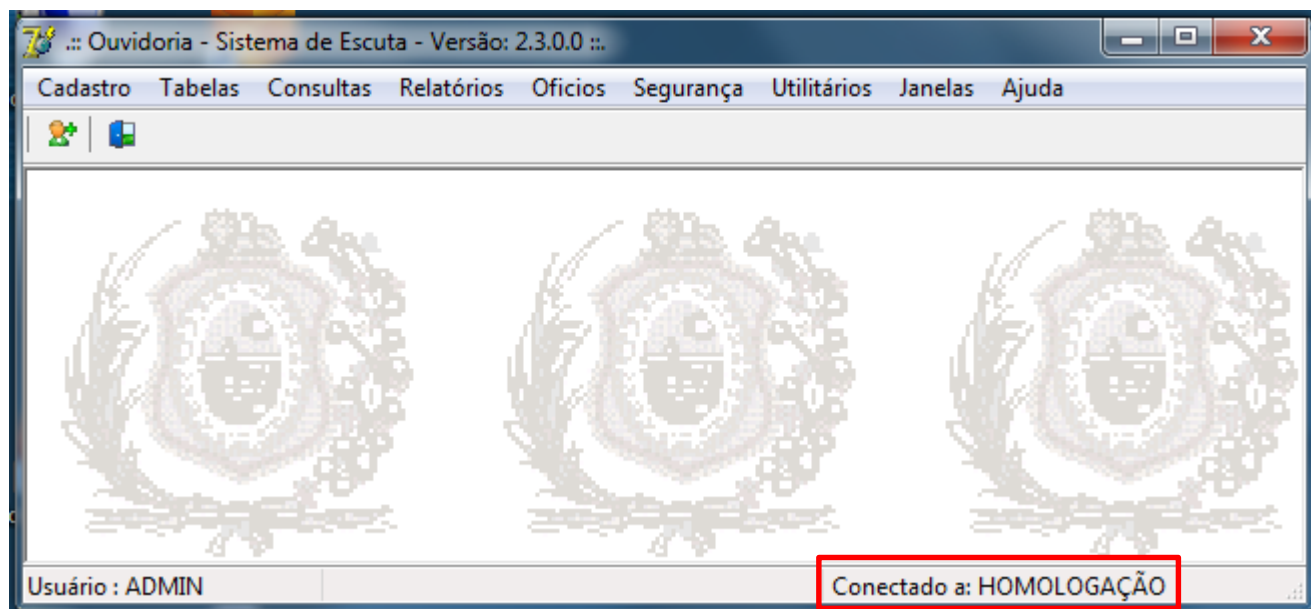 .:: Ouvidoria - Sistema de Escuta - Versão: 2.3.0.0 ::.
Cadastro Tabelas Consultas Relatórios Oficios Segurança Utilitários Janelas Ajuda
Usuário : ADMIN Conectado a: HOMOLOGAÇÃO